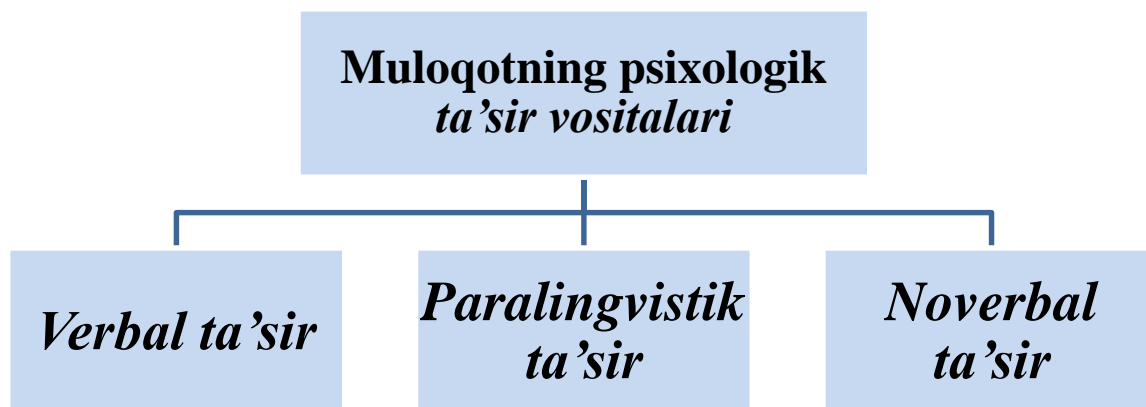 Muloqotning psixologik
ta’sir vositalari
Verbal ta’sir
Paralingvistik
ta’sir
Noverbal
ta’sir